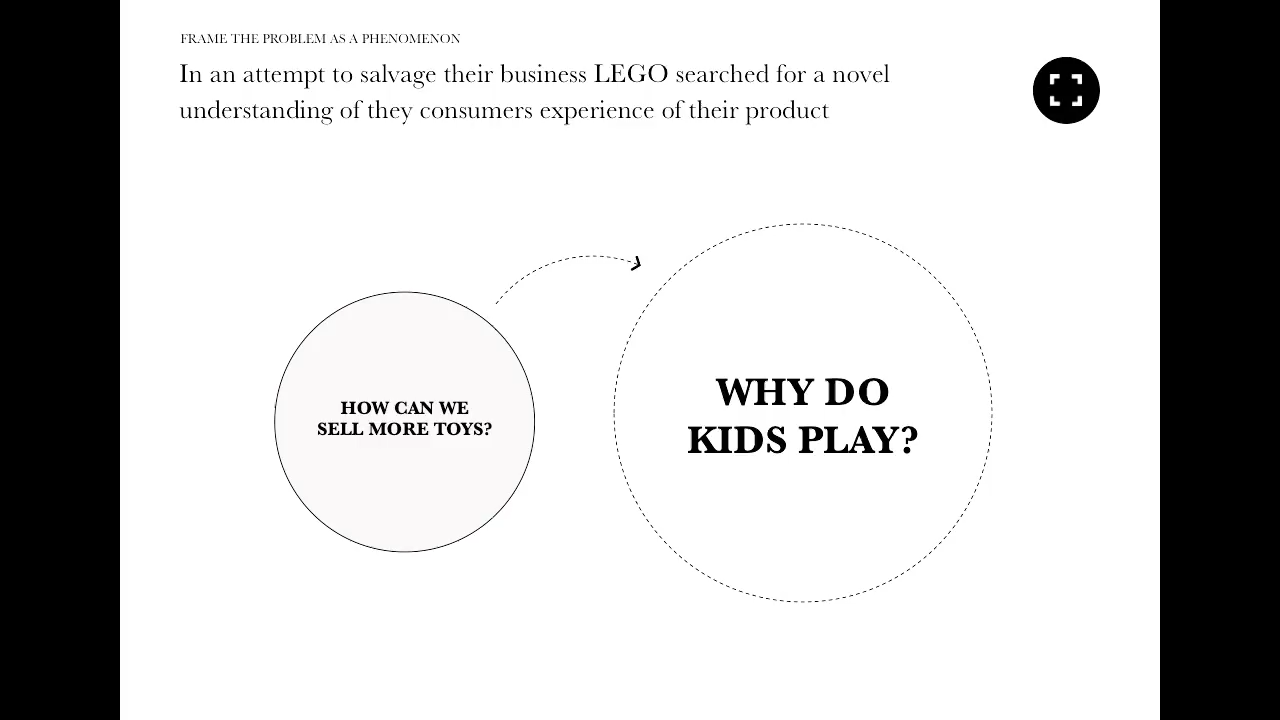 FRAME THE PROBLEM AS A PHENOMENON
In an attempt to salvage their business LEGO searched for a novel
understanding of they consumers experience of their product
HOW CAN WE
SELL MORE TOYS?
WHY DO
KIDS PLAY?